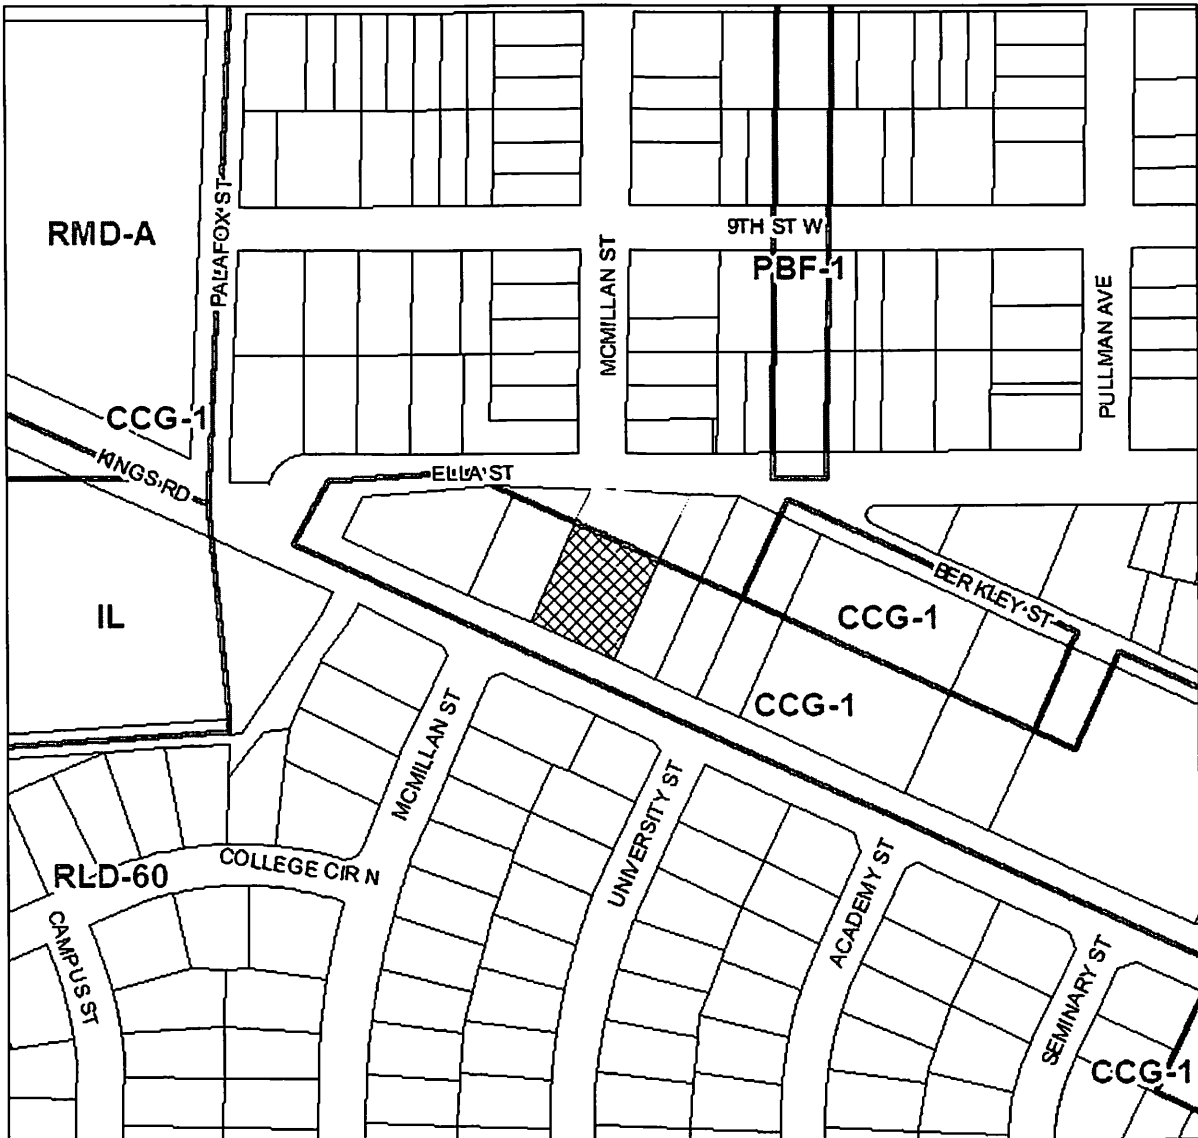 RMD-A
PALAFOX ST
9TH ST W
MCMILLAN ST
PBF-1
PULLMAN AVE
CCG-1
KINGS RD
ELLA ST
IL
BERKLEY ST
CCG-1
CCG-1
MCMILLAN ST
UNIVERSITY ST
COLLEGE CIR N
RLD-60
ACADEMY ST
CAMPUS ST
SEMINARY ST
CCG-1